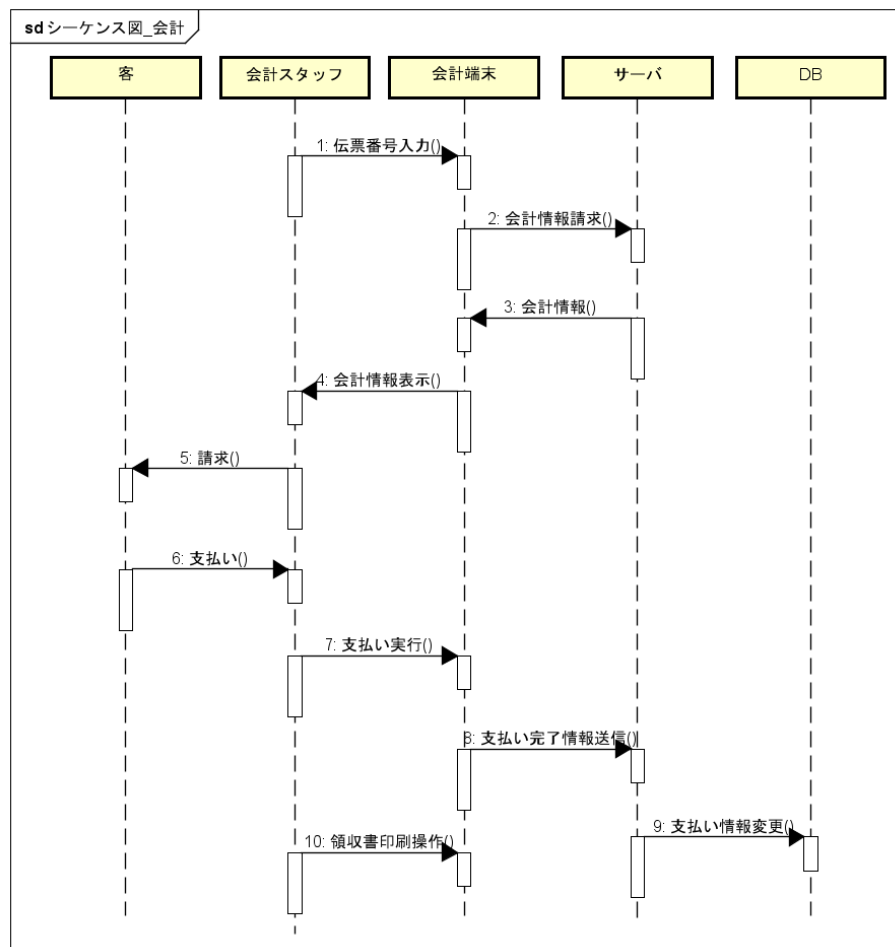 sd シーケンス図_会計
客
会計スタッフ
会計端末
サーバ
DB
1: 伝票番号入力()
2: 会計情報請求()
3: 会計情報()
4: 会計情報表示()
5: 請求()
6: 支払い()
7: 支払い実行()
8: 支払い完了情報送信()
9: 支払い情報変更()
10: 領収書印刷操作()